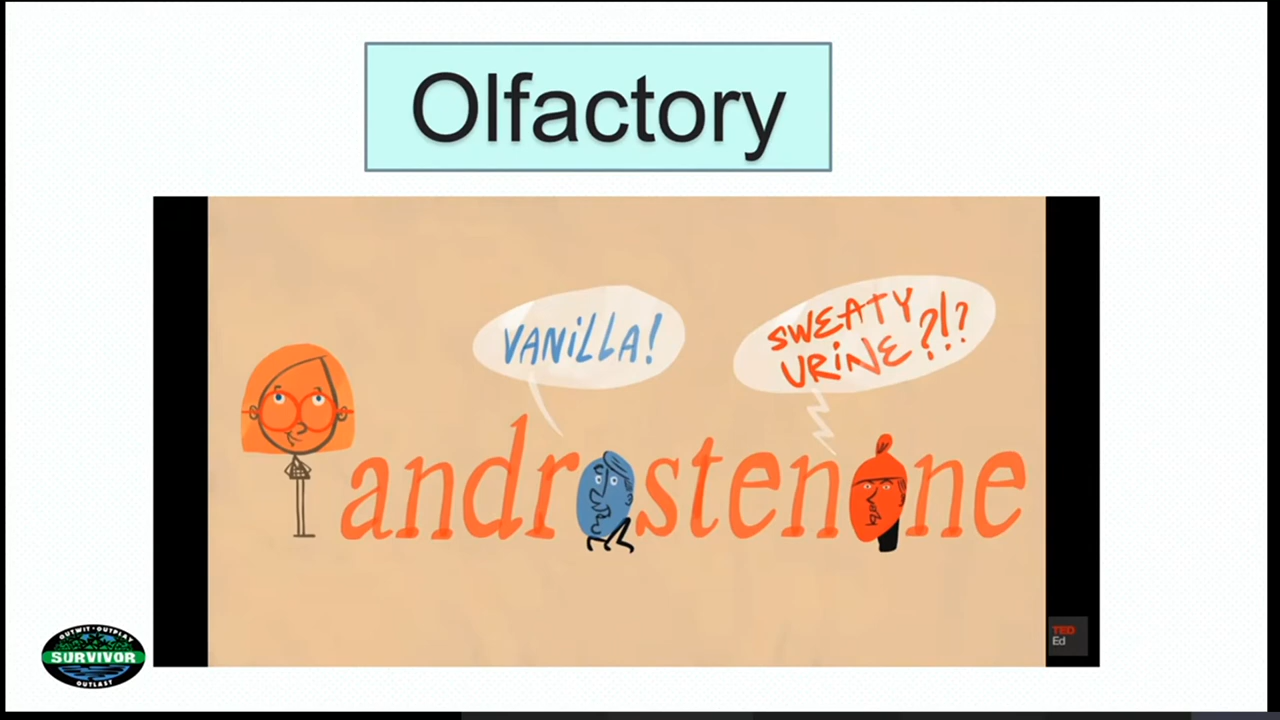 Olfactory
VANiLLA!
SWEATY
URiNE?!?
androstenone
TED
Ed
OUTWIT • OUTPLAY
SURVIVOR
OUTLAST